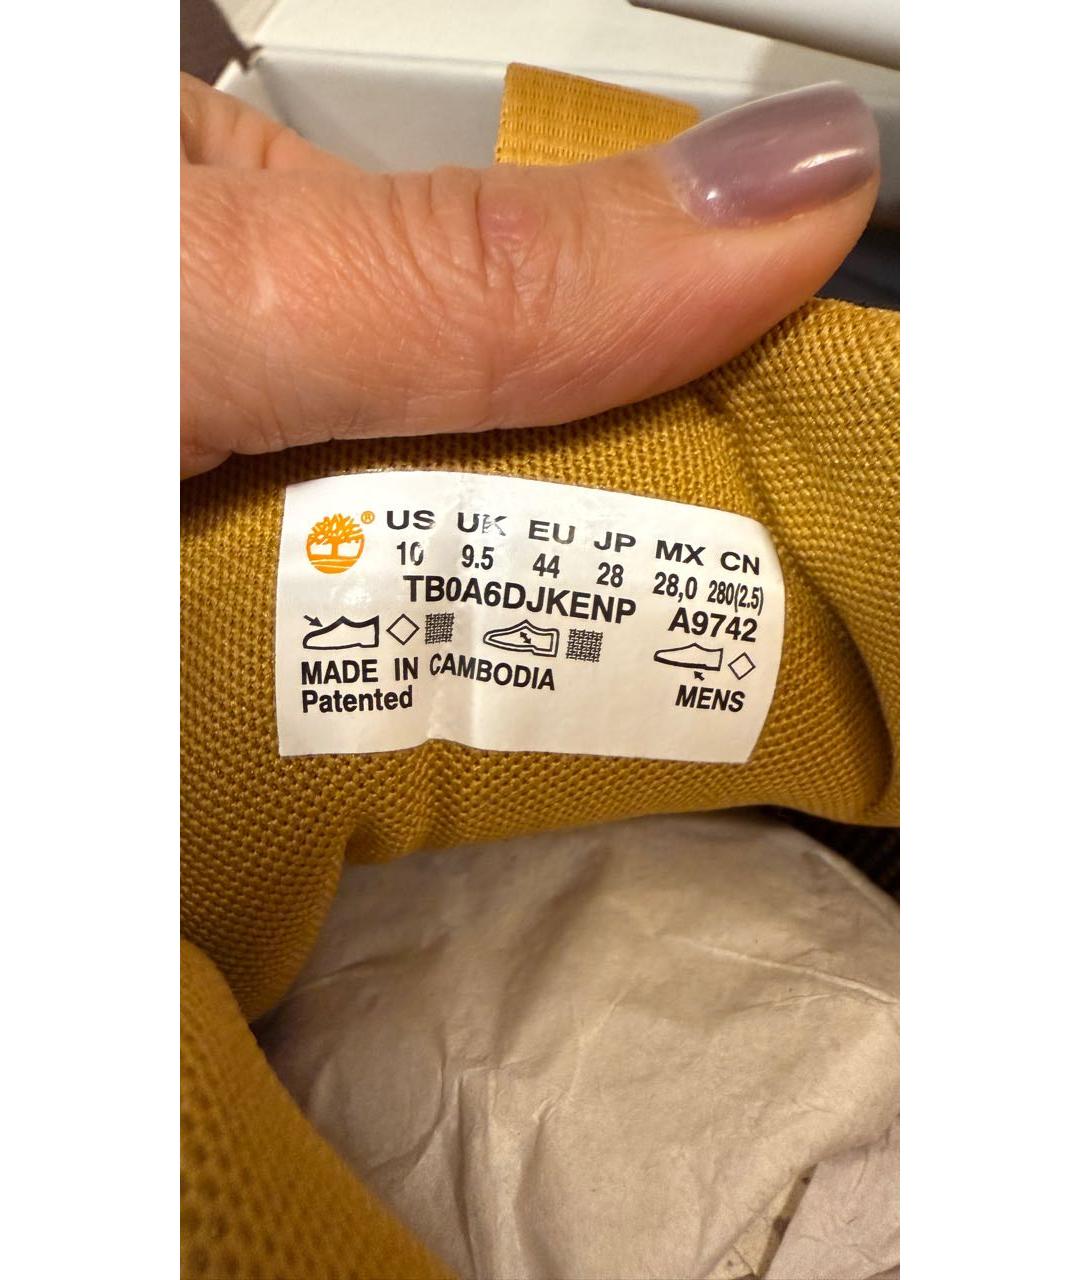 ® US UK EU JP MX CN
10 9.5 44 28 28,0 280(2.5)
TB0A6DJKENP A9742
MADE IN CAMBODIA
Patented MENS